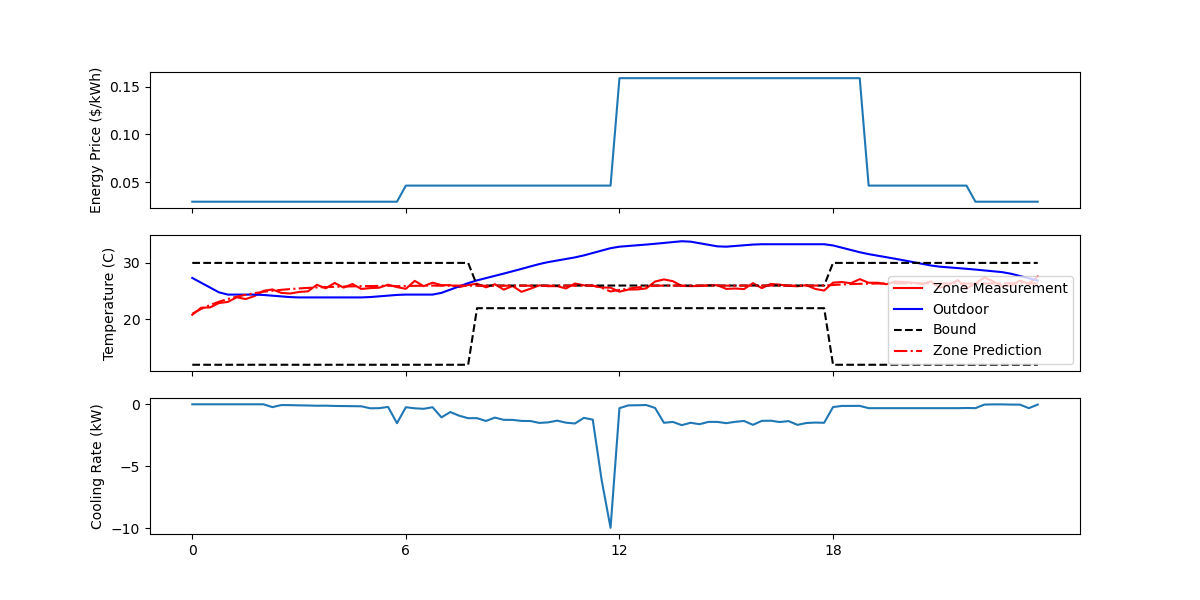 Energy Price ($/kWh)
0.15
0.10
0.05
Temperature (C)
30
20
Zone Measurement
Outdoor
Bound
Zone Prediction
Cooling Rate (kW)
0
−5
−10
0 6 12 18